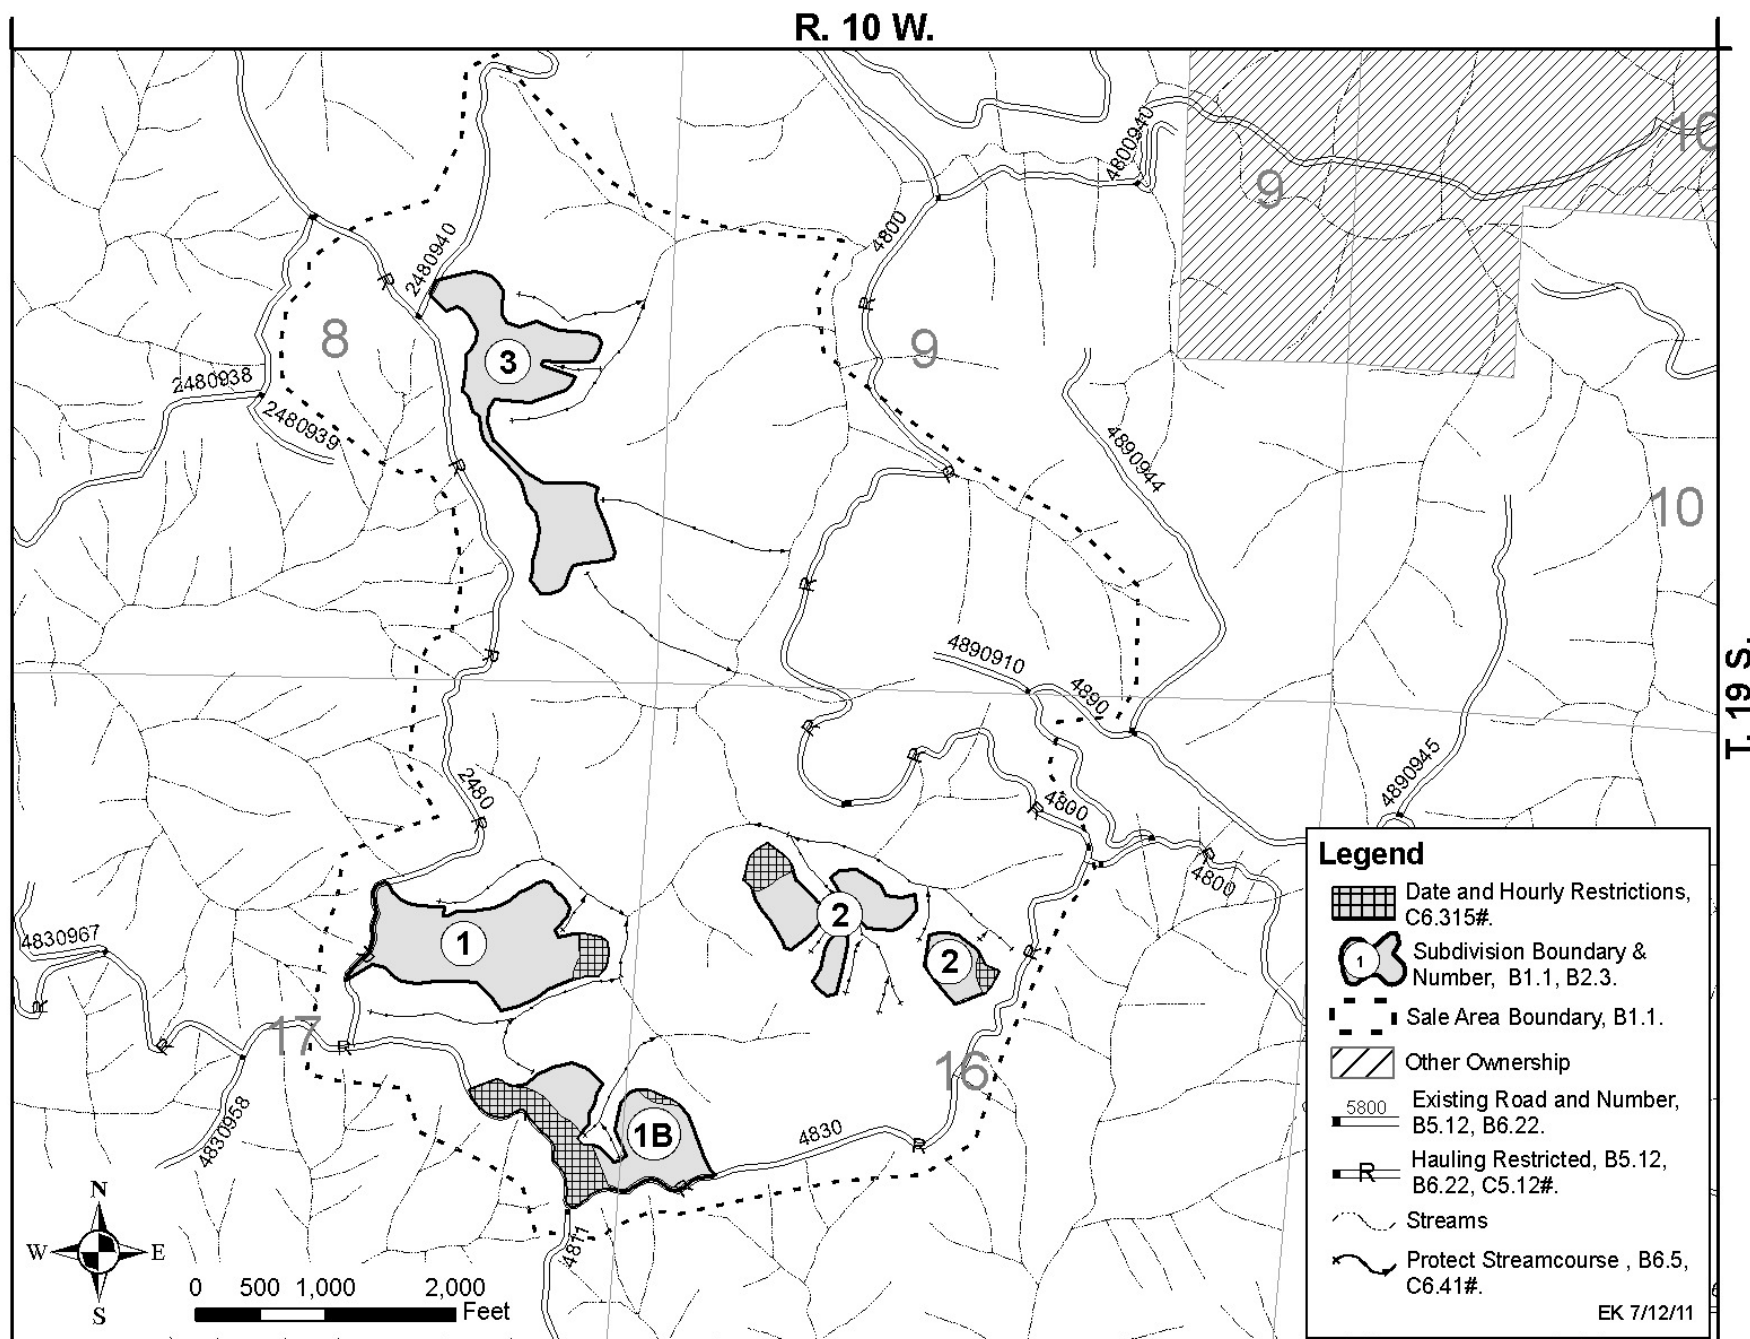 R. 10 W.
10
9
4800940
4800
2480940
8
3
9
2480938
2480939
4890944
R
R
R
R
R
10
4890910
4890
R
T. 19 S.
R
R
2480
R
4890945
R
4800
R
4800
Legend
Date and Hourly Restrictions,
C6.315#.
1 Subdivision Boundary &
Number, B1.1, B2.3.
Sale Area Boundary, B1.1.
Other Ownership
5800 Existing Road and Number,
B5.12, B6.22.
R Hauling Restricted, B5.12,
B6.22, C5.12#.
Streams
Protect Streamcourse , B6.5,
C6.41#.
EK 7/12/11
2
1
2
4830967
R
R
R
17
R
16
1B
4830
R
4830958
4811
N
W E
S
0 500 1,000 2,000
Feet